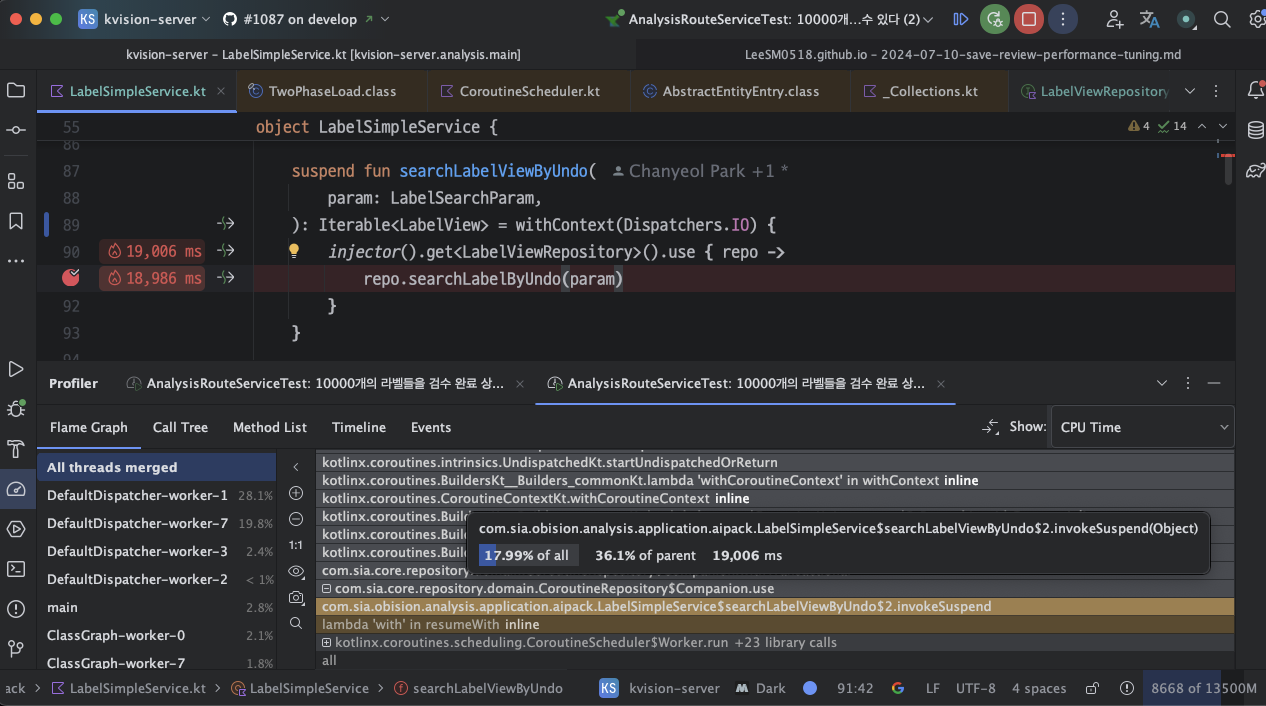 KS kvision-server #1087 on develop AnalysisRouteServiceTest: 10000개...수 있다 (2)
kvision-server – LabelSimpleService.kt [kvision-server.analysis.main] LeeSM0518.github.io – 2024-07-10-save-review-performance-tuning.md
LabelSimpleService.kt TwoPhaseLoad.class CoroutineScheduler.kt AbstractEntityEntry.class _Collections.kt LabelViewRepository
55 object LabelSimpleService { 4 14
86
87 suspend fun searchLabelViewByUndo( Chanyeol Park +1 *
88 param: LabelSearchParam,
89 ): Iterable<LabelView> = withContext(Dispatchers.IO) {
90 19,006 ms injector().get<LabelViewRepository>().use { repo ->
18,986 ms repo.searchLabelByUndo(param)
92 }
93 }
94
Profiler AnalysisRouteServiceTest: 10000개의 라벨들을 검수 완료 상... AnalysisRouteServiceTest: 10000개의 라벨들을 검수 완료 상...
Flame Graph Call Tree Method List Timeline Events Show: CPU Time
All threads merged
DefaultDispatcher-worker-1 28.1%
DefaultDispatcher-worker-7 19.8%
DefaultDispatcher-worker-3 2.4%
DefaultDispatcher-worker-2 < 1%
main 2.8%
ClassGraph-worker-0 2.1%
ClassGraph-worker-7 1.8%
1:1
kotlinx.coroutines.intrinsics.UndispatchedKt.startUndispatchedOrReturn
kotlinx.coroutines.BuildersKt__Builders_commonKt.lambda 'withCoroutineContext' in withContext inline
kotlinx.coroutines.CoroutineContextKt.withCoroutineContext inline
kotlinx.coroutines.Buil
kotlinx.coroutines.Buil
kotlinx.coroutines.Buil
com.sia.core.repository.
com.sia.obision.analysis.application.aipack.LabelSimpleService$searchLabelViewByUndo$2.invokeSuspend(Object)
17.99% of all 36.1% of parent 19,006 ms
com.sia.core.repository.domain.CoroutineRepository$Companion.use
com.sia.obision.analysis.application.aipack.LabelSimpleService$searchLabelViewByUndo$2.invokeSuspend
lambda 'with' in resumeWith inline
kotlinx.coroutines.scheduling.CoroutineScheduler$Worker.run +23 library calls
all
ack LabelSimpleService.kt LabelSimpleService searchLabelViewByUndo KS kvision-server Dark 91:42 LF UTF-8 4 spaces 8668 of 13500M